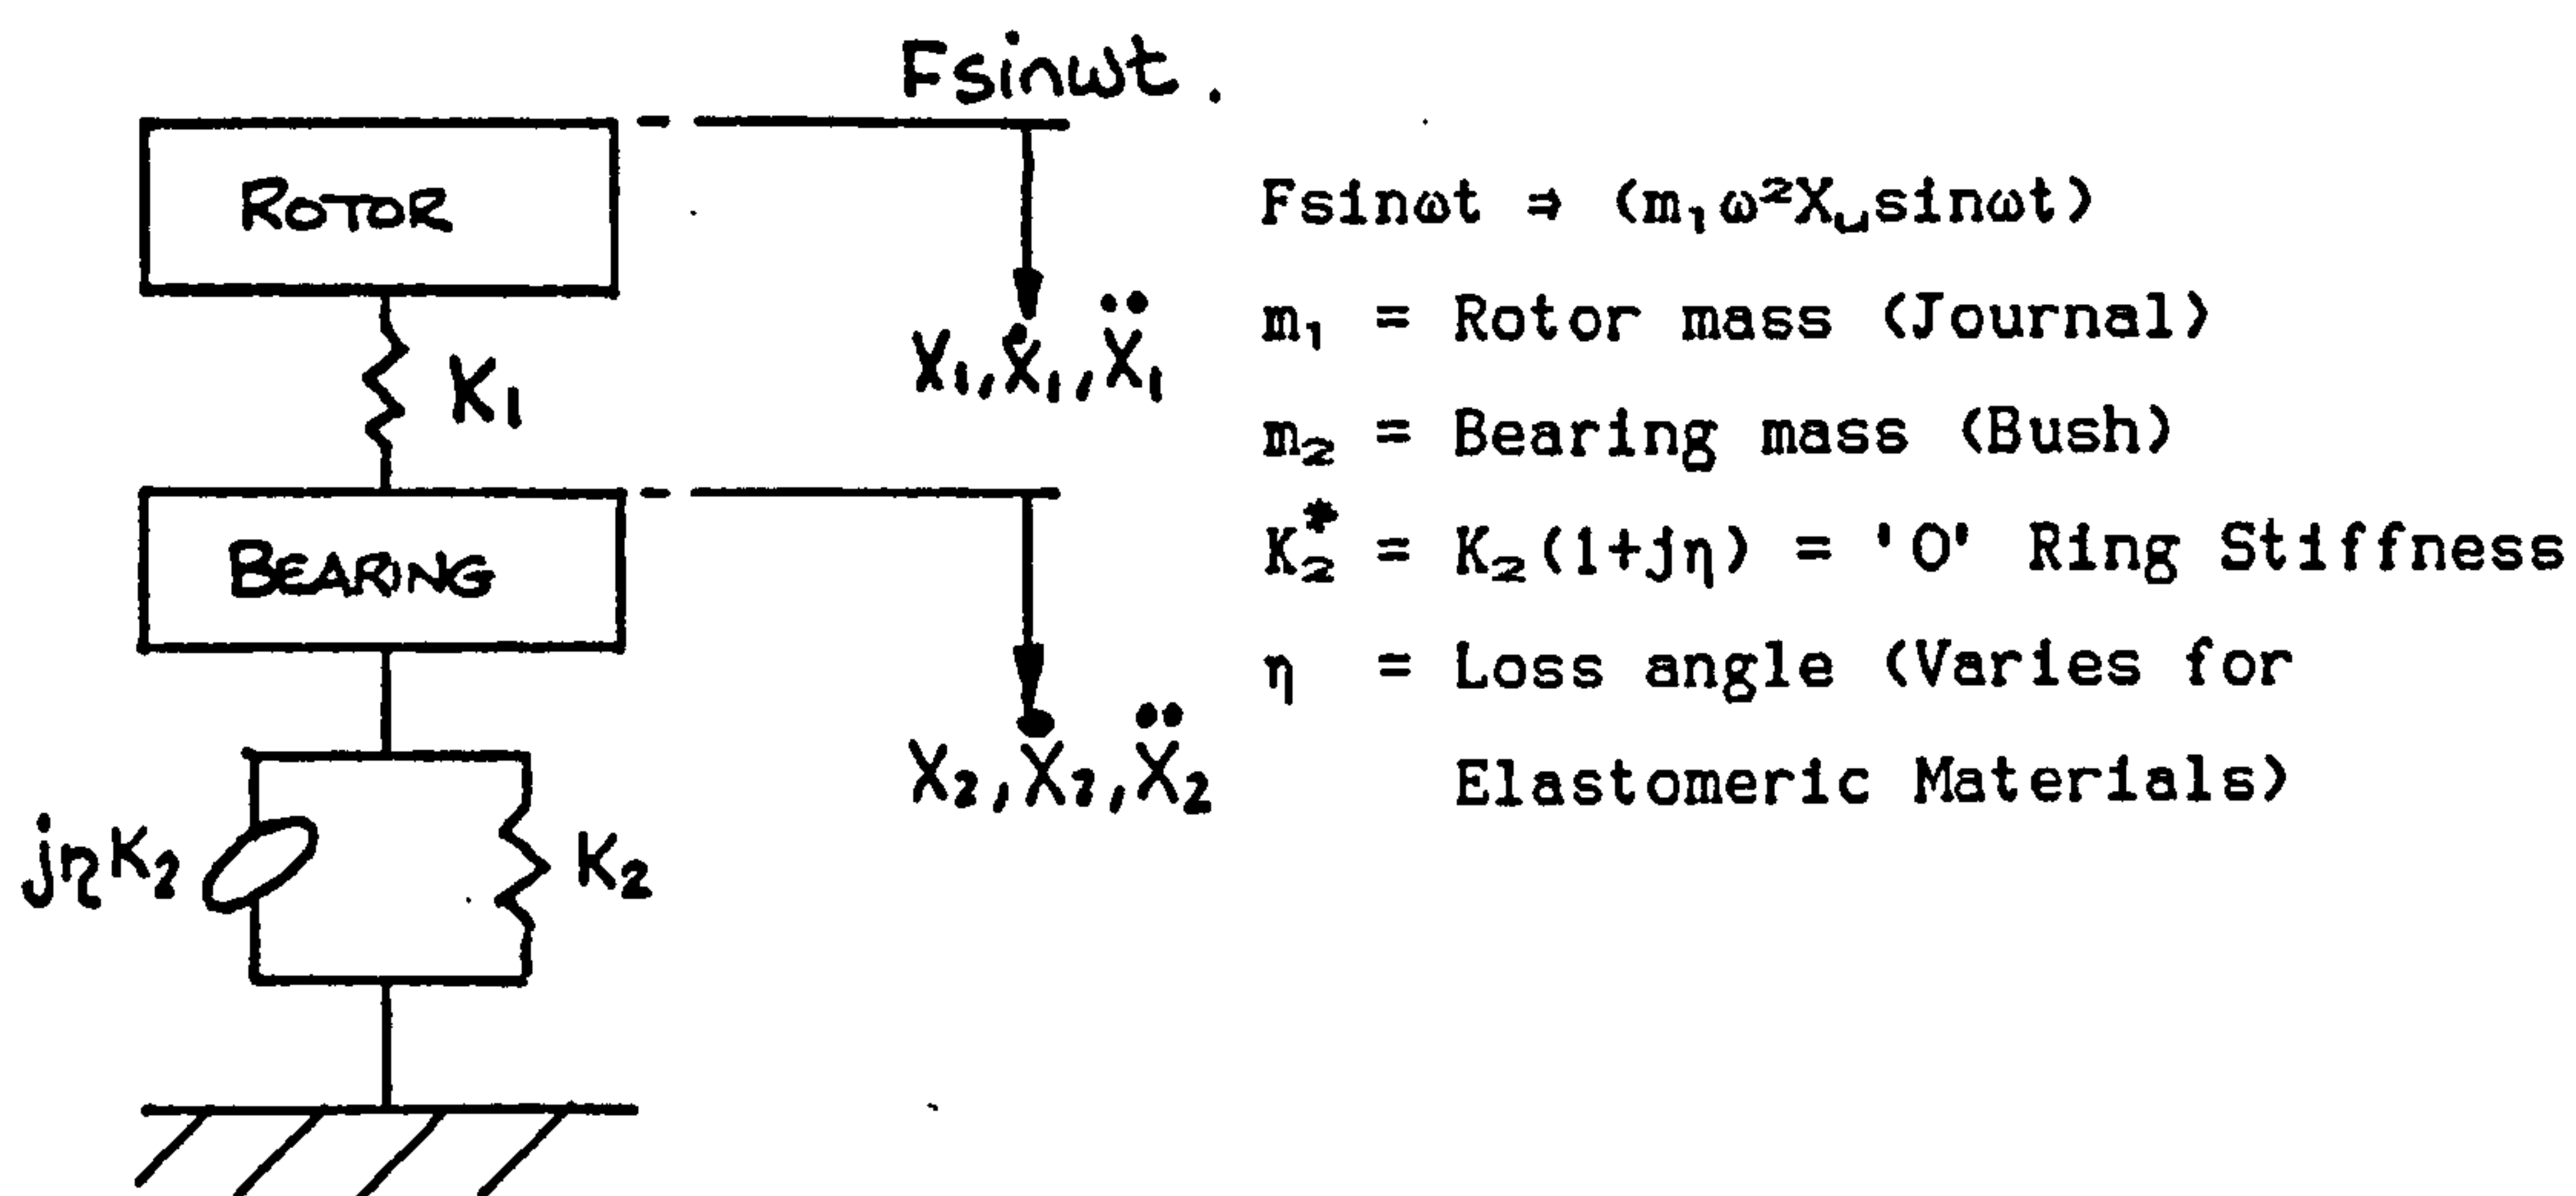 Fsinωt.
ROTOR
K₁
X₁, Ẋ₁, Ẍ₁
BEARING
X₂, Ẋ₂, Ẍ₂
jηK₂
K₂
Fsinωt ⇒ (m₁ω²Xᵤsinωt)
m₁ = Rotor mass (Journal)
m₂ = Bearing mass (Bush)
K₂* = K₂(1+jη) = 'O' Ring Stiffness
η = Loss angle (Varies for
Elastomeric Materials)